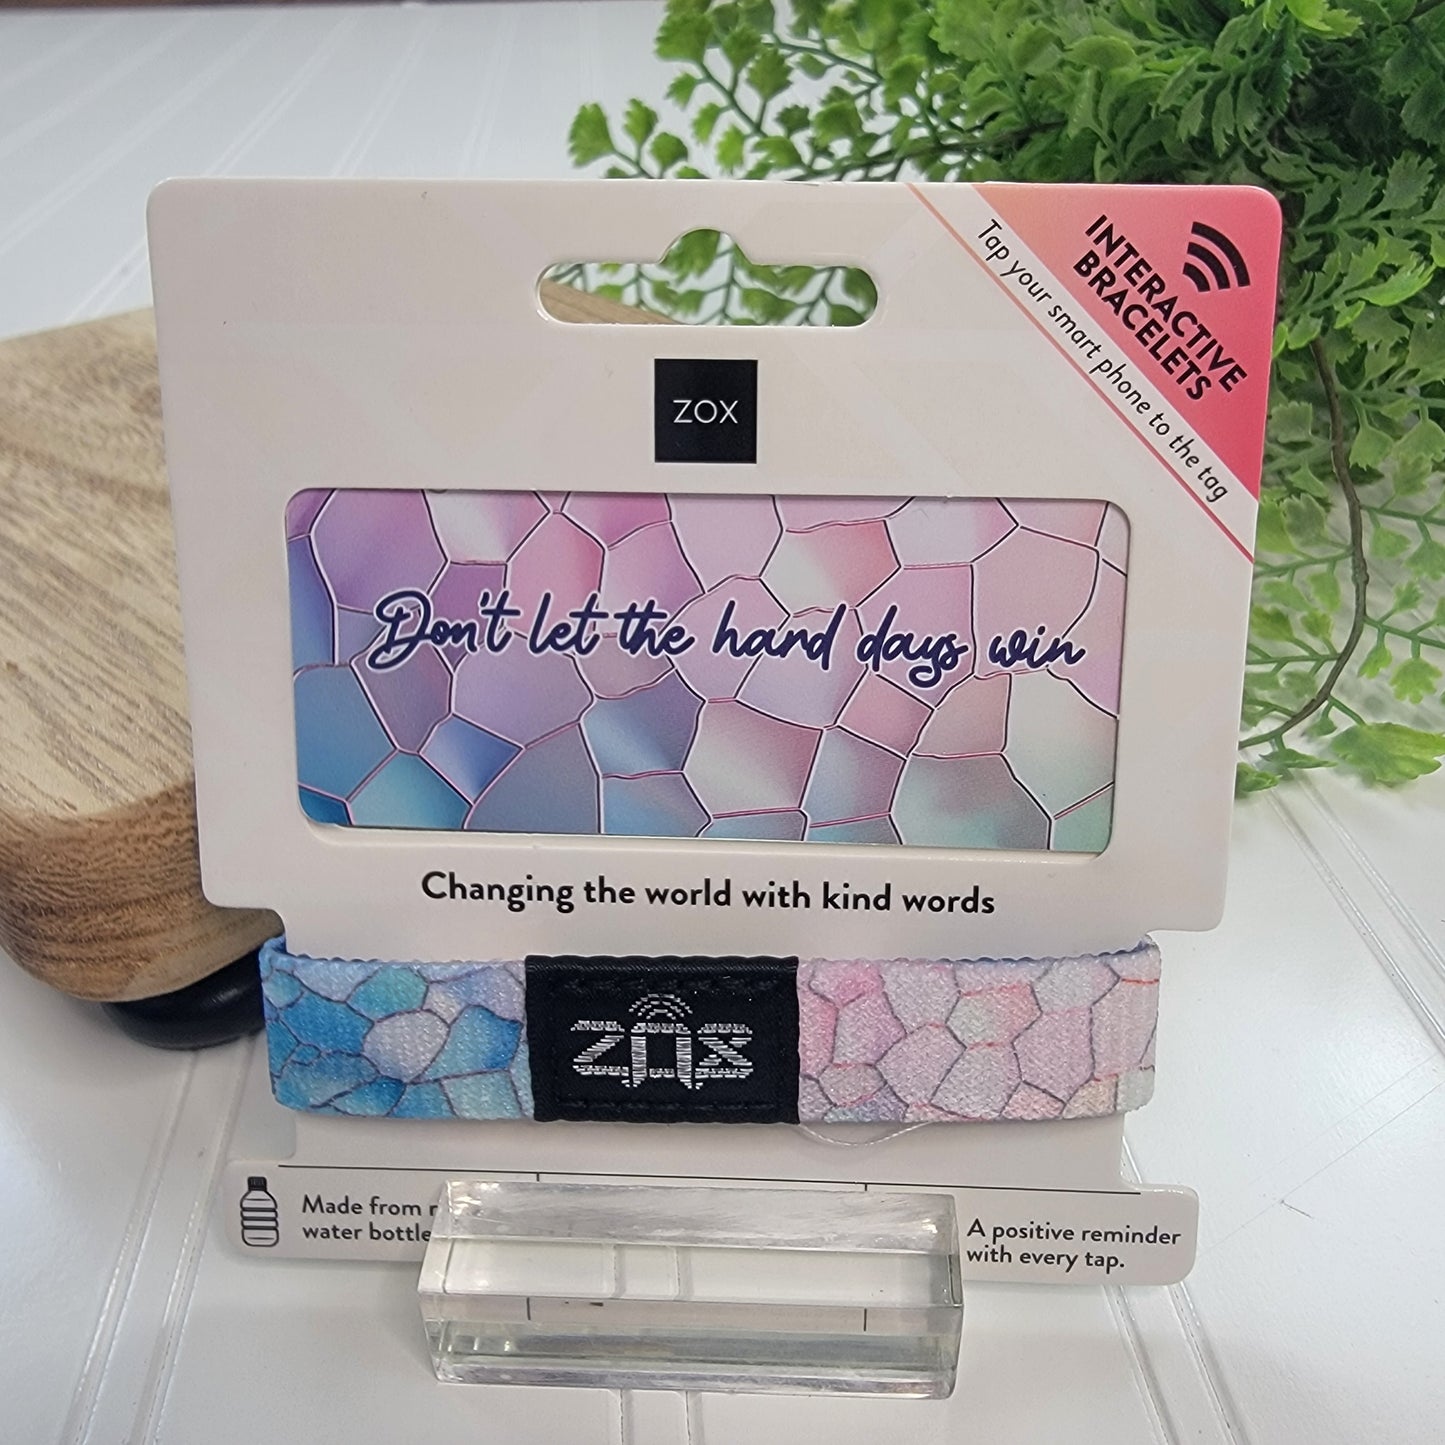 INTERACTIVE
BRACELETS
Tap your smart phone to the tag
ZOX
Don't let the hard days win
Changing the world with kind words
ZOX
Made from
water bottle
A positive reminder
with every tap.